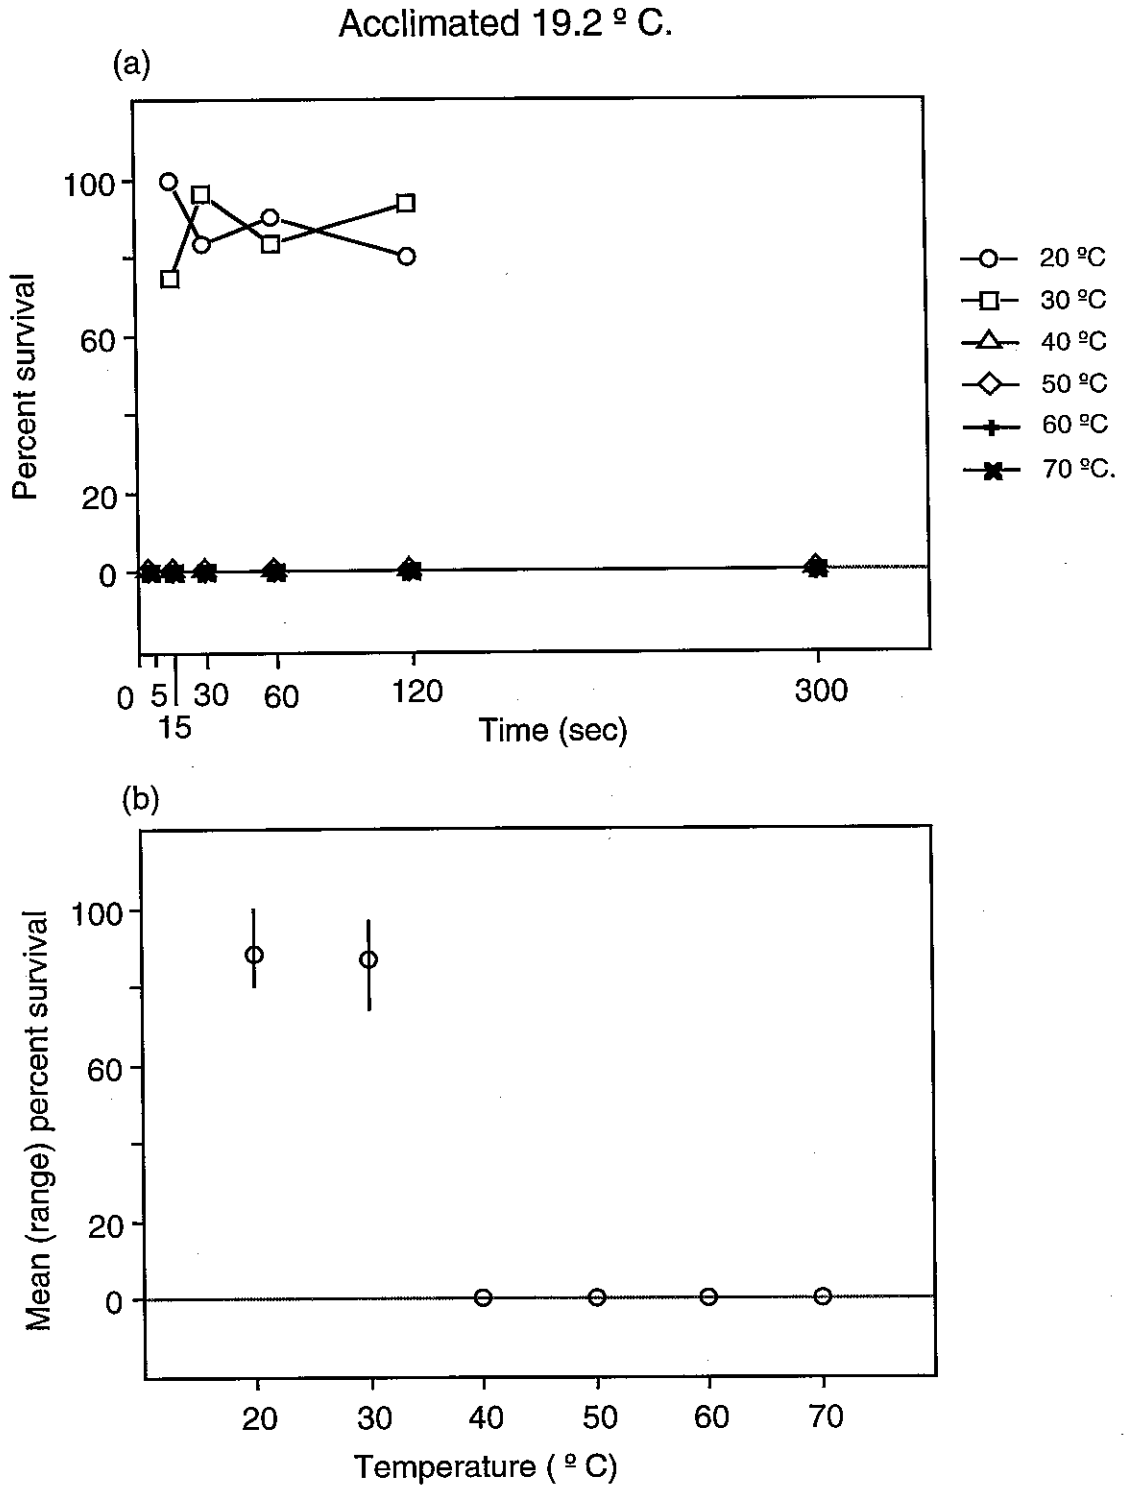 Acclimated 19.2 º C.
(a)
Percent survival
100
60
20
0
0 5 30 60 120 300
15
Time (sec)
20 ºC
30 ºC
40 ºC
50 ºC
60 ºC
70 ºC.
(b)
Mean (range) percent survival
100
60
20
0
20 30 40 50 60 70
Temperature ( º C)